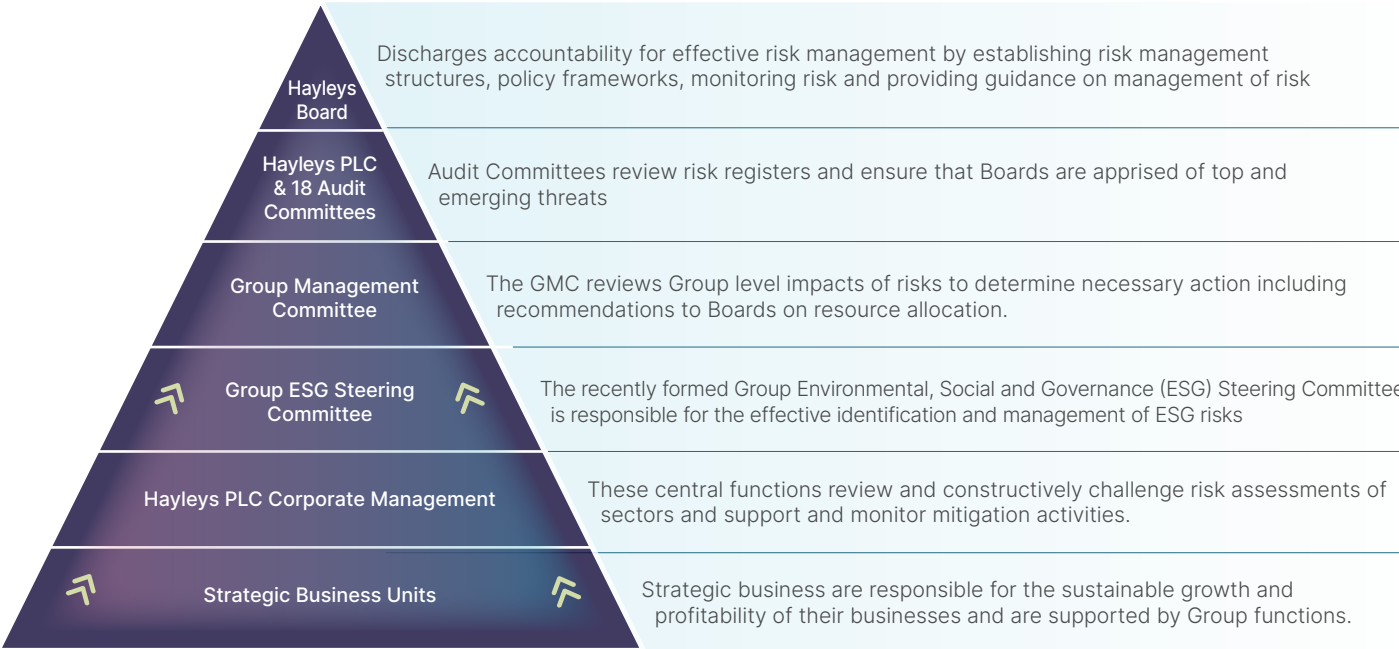 Hayleys
Board
Discharges accountability for effective risk management by establishing risk management
structures, policy frameworks, monitoring risk and providing guidance on management of risk
Hayleys PLC
& 18 Audit
Committees
Audit Committees review risk registers and ensure that Boards are apprised of top and
emerging threats
Group Management
Committee
The GMC reviews Group level impacts of risks to determine necessary action including
recommendations to Boards on resource allocation.
Group ESG Steering
Committee
The recently formed Group Environmental, Social and Governance (ESG) Steering Committee
is responsible for the effective identification and management of ESG risks
Hayleys PLC Corporate Management
These central functions review and constructively challenge risk assessments of
sectors and support and monitor mitigation activities.
Strategic Business Units
Strategic business are responsible for the sustainable growth and
profitability of their businesses and are supported by Group functions.